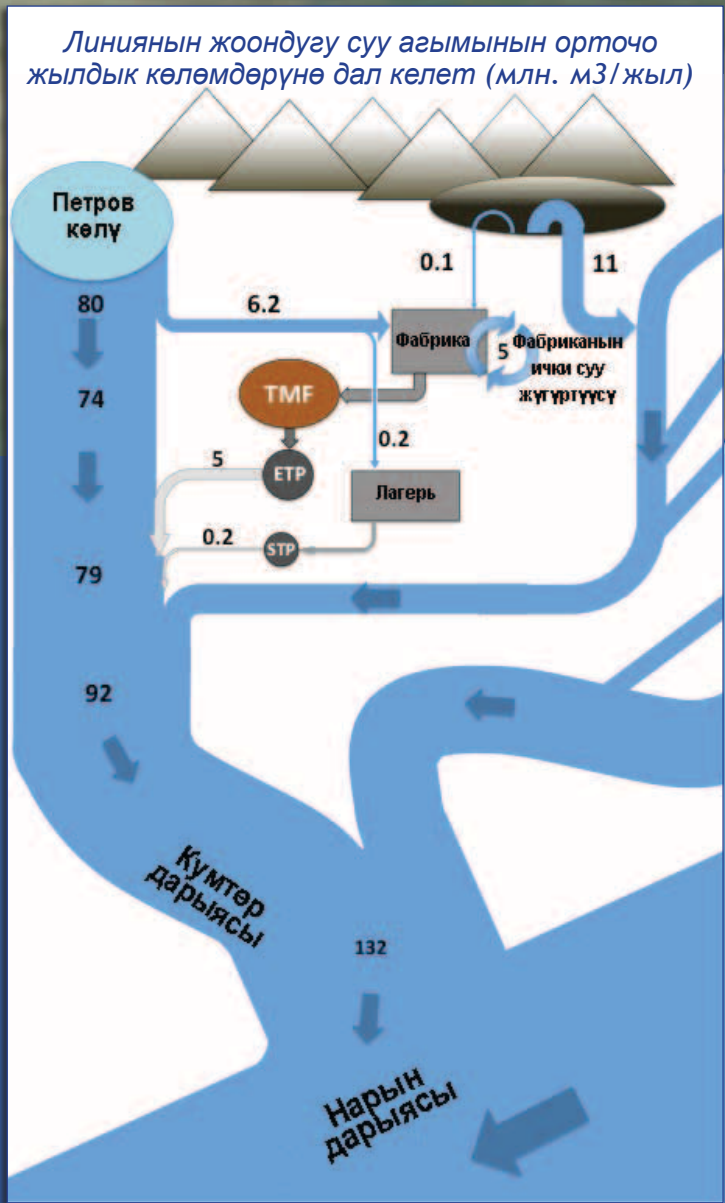 Линиянын жоондугу суу агымынын орточо
жылдык көлөмдөрүнө дал келет (млн. м3/жыл)
Петров
көлү
80
6.2
0.1
11
Фабрика
5
Фабриканын
ички суу
жүгүртүүсү
74
TMF
0.2
5
ETP
Лагерь
0.2
STP
79
92
Кумтөр
дарыясы
132
Нарын
дарыясы